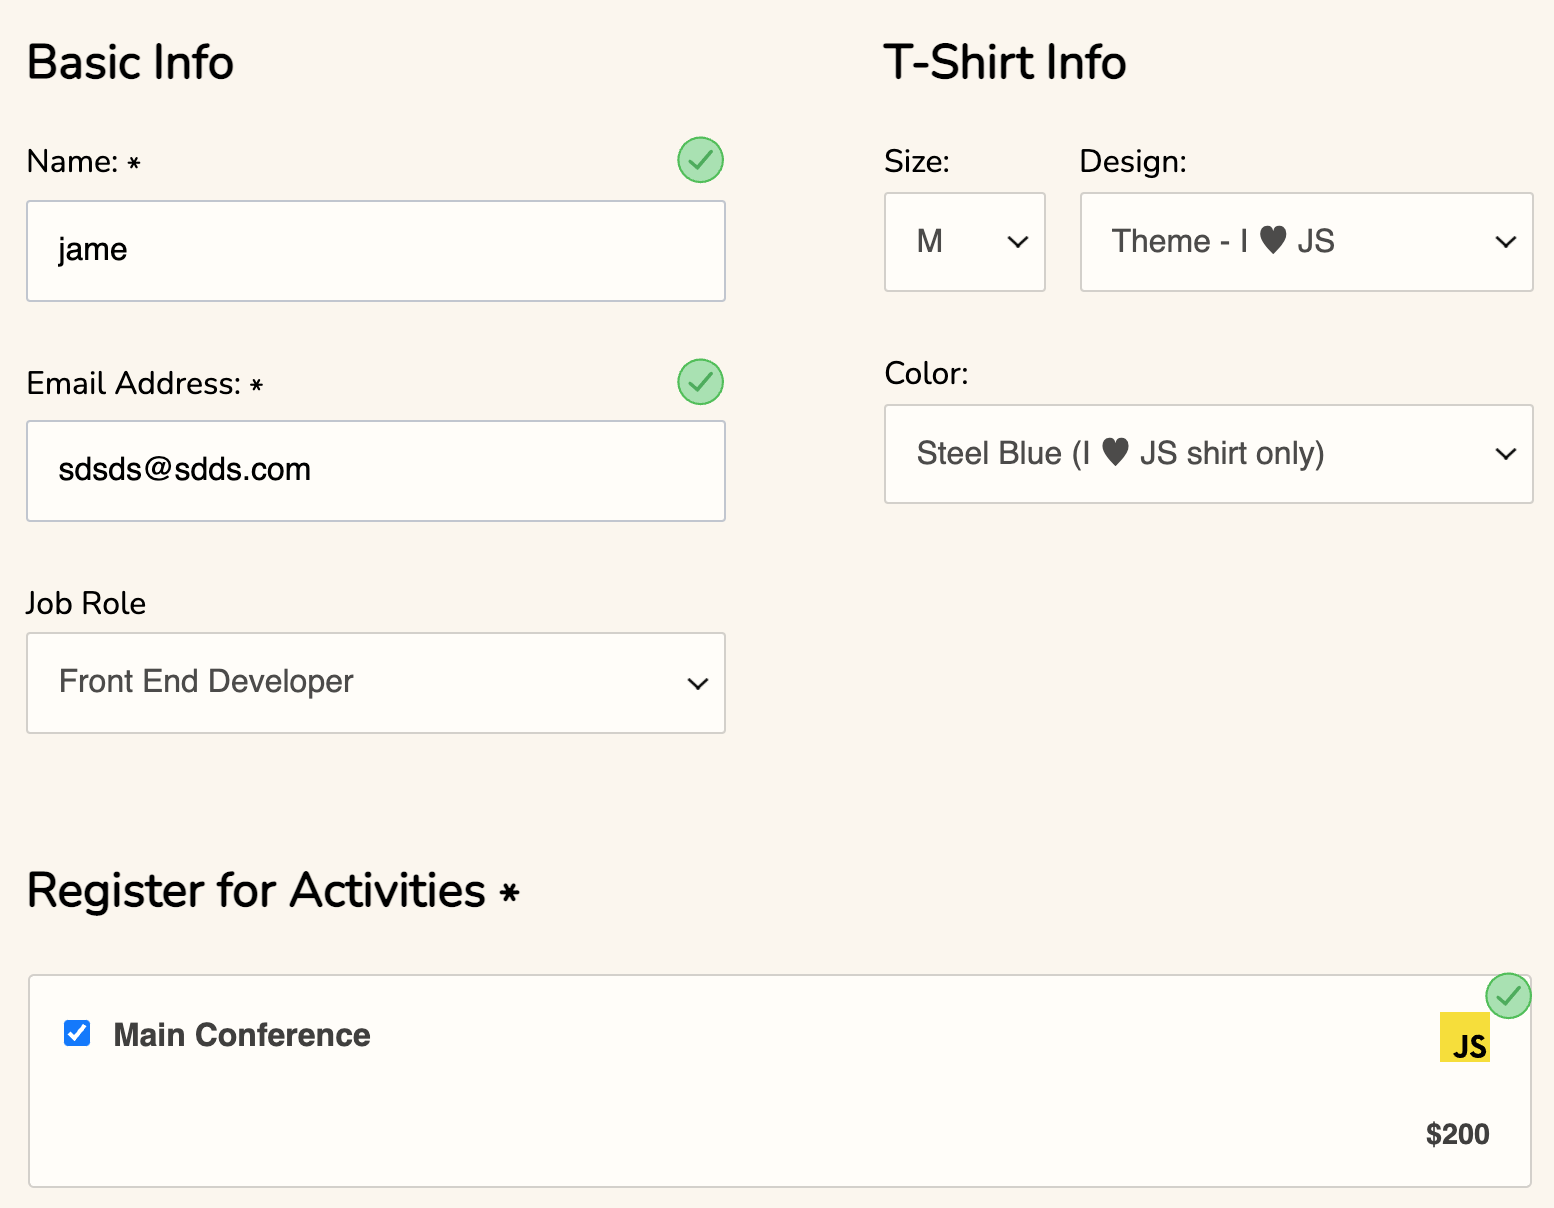 Basic Info
Name: *
jame
Email Address: *
sdsds@sdds.com
Job Role
Front End Developer
T-Shirt Info
Size:
Design:
M
Theme - I ♥ JS
Color:
Steel Blue (I ♥ JS shirt only)
Register for Activities *
Main Conference
JS
$200